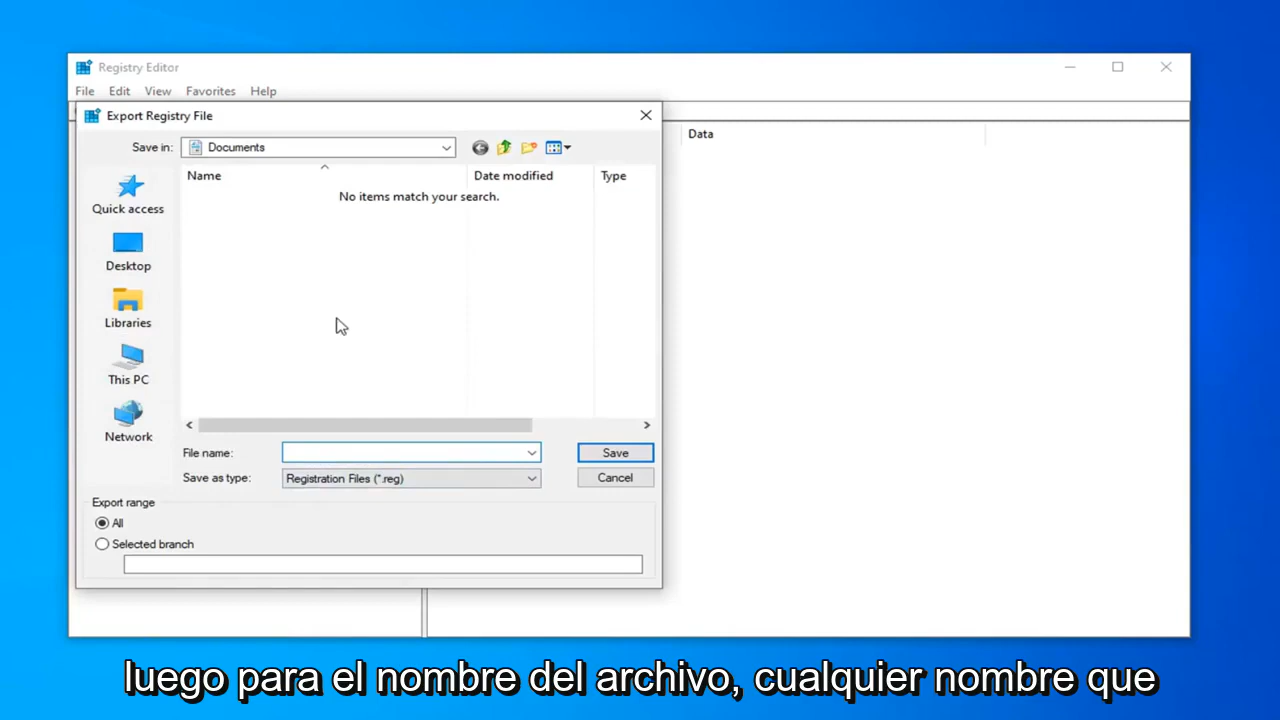 Registry Editor
File Edit View Favorites Help
Export Registry File
Save in: Documents
Data
Name Date modified Type
No items match your search.
Quick access
Desktop
Libraries
This PC
Network
File name: Save
Save as type: Registration Files (*.reg) Cancel
Export range
All
Selected branch
luego para el nombre del archivo, cualquier nombre que